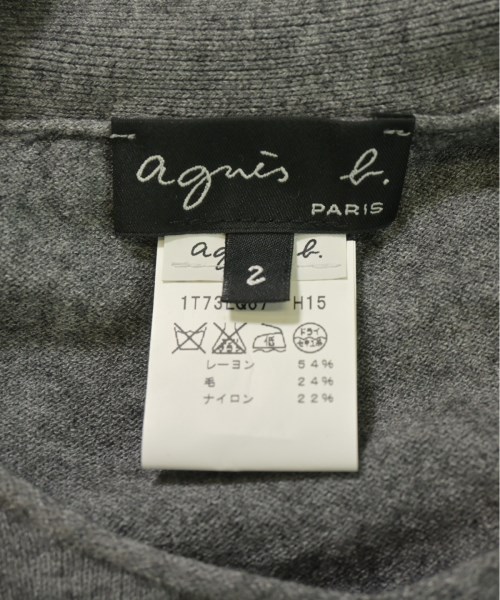 agnès b.
PARIS
b.
2
H15
低
ドライ
レーヨン 54%
毛 24%
ナイロン 22%